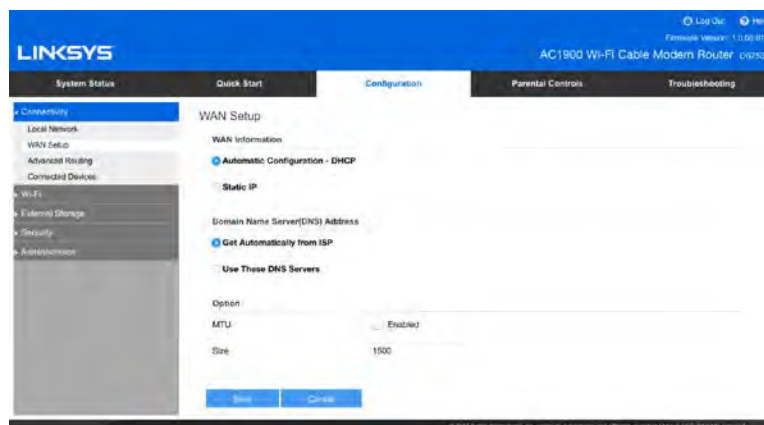 Log Out
LINKSYS
AC1900 Wi-Fi Cable Modem Router
System Status Quick Start Configuration Parental Controls Troubleshooting
Connectivity
Local Network
WAN Setup
Advanced Routing
Connected Devices
Wi-Fi
External Storage
Security
Administration
WAN Setup
WAN Information
Automatic Configuration - DHCP
Static IP
Domain Name Server(DNS) Address
Get Automatically from ISP
Use These DNS Servers
Option
MTU Enabled
Size 1500
Save Cancel